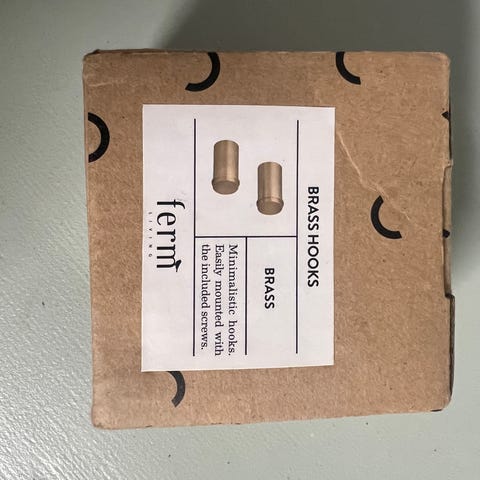 BRASS HOOKS
BRASS
Minimalistic hooks.
Easily mounted with
the included screws.
ferm
LIVING